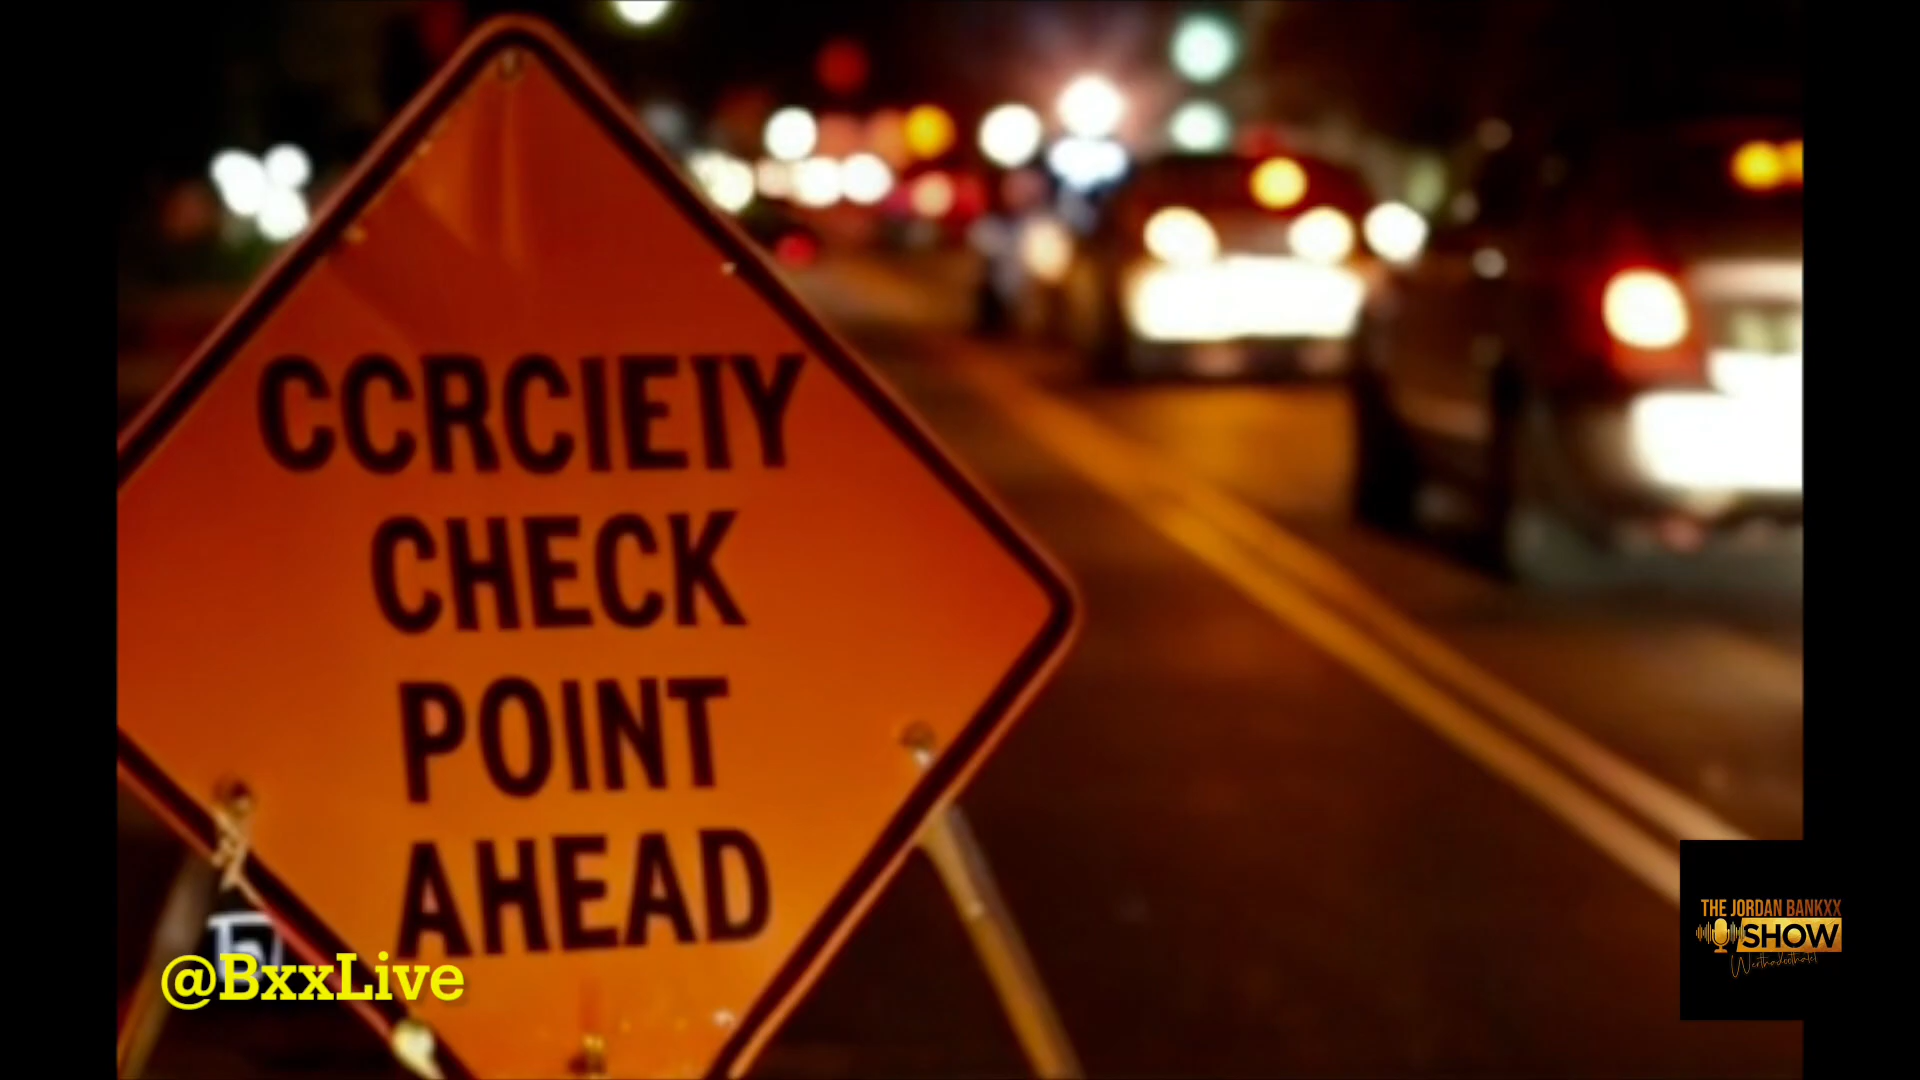 CCRCIEIY
CHECK
POINT
AHEAD
@BxxLive
THE JORDAN BANKXX
SHOW